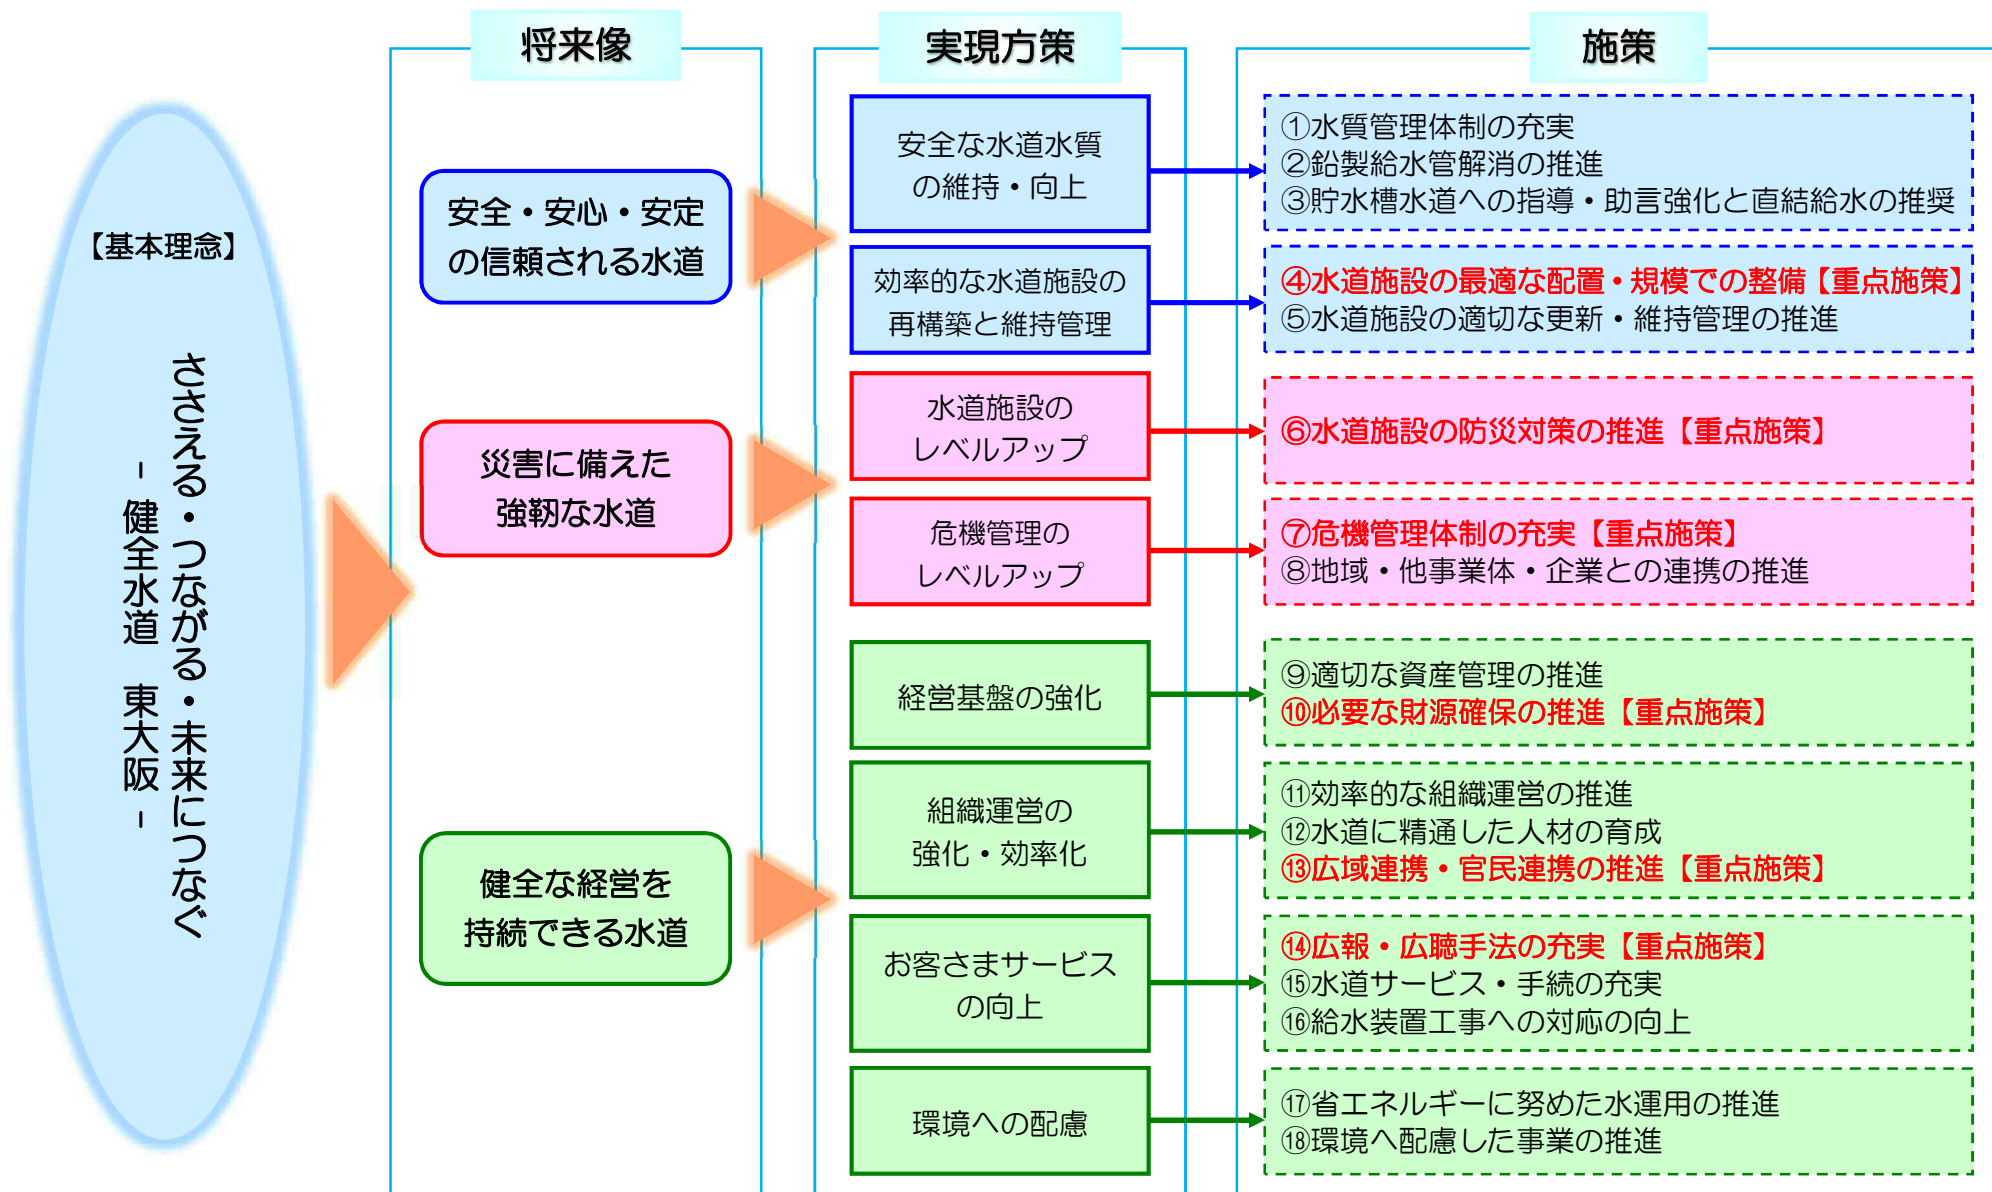 将来像
実現方策
施策
【基本理念】
ささえる・つながる・未来につなぐ
- 健全水道 東大阪 -
安全・安心・安定
の信頼される水道
安全な水道水質
の維持・向上
①水質管理体制の充実
②鉛製給水管解消の推進
③貯水槽水道への指導・助言強化と直結給水の推奨
効率的な水道施設の
再構築と維持管理
④水道施設の最適な配置・規模での整備【重点施策】
⑤水道施設の適切な更新・維持管理の推進
災害に備えた
強靭な水道
水道施設の
レベルアップ
⑥水道施設の防災対策の推進【重点施策】
危機管理の
レベルアップ
⑦危機管理体制の充実【重点施策】
⑧地域・他事業体・企業との連携の推進
健全な経営を
持続できる水道
経営基盤の強化
⑨適切な資産管理の推進
⑩必要な財源確保の推進【重点施策】
組織運営の
強化・効率化
⑪効率的な組織運営の推進
⑫水道に精通した人材の育成
⑬広域連携・官民連携の推進【重点施策】
お客さまサービス
の向上
⑭広報・広聴手法の充実【重点施策】
⑮水道サービス・手続の充実
⑯給水装置工事への対応の向上
環境への配慮
⑰省エネルギーに努めた水運用の推進
⑱環境へ配慮した事業の推進